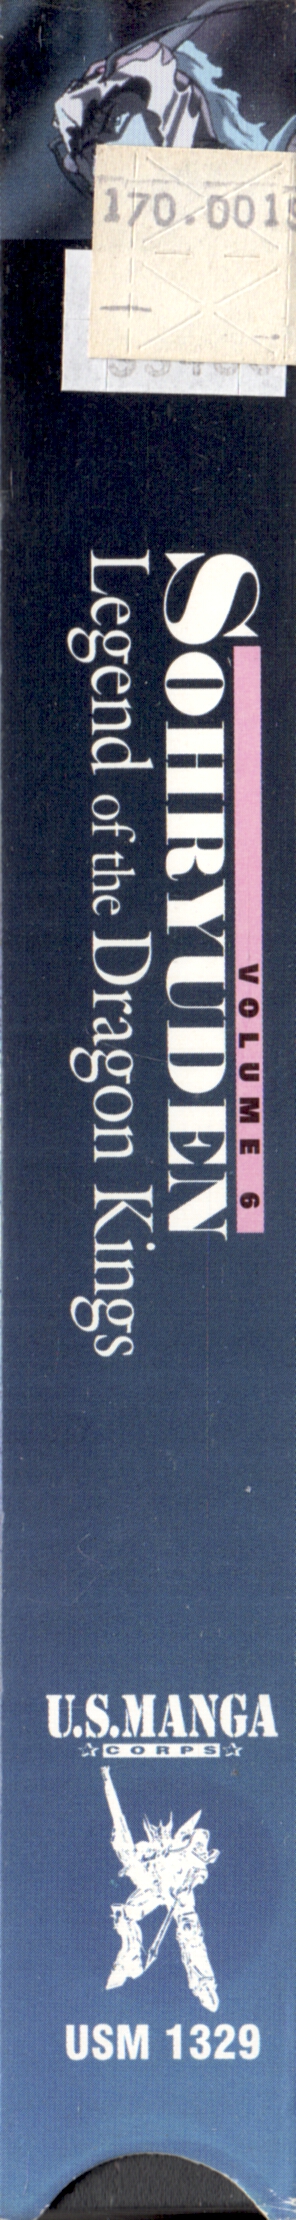 170.001
SOHRYUDEN
VOLUME 6
Legend of the Dragon Kings
U.S.MANGA
CORPS
USM 1329